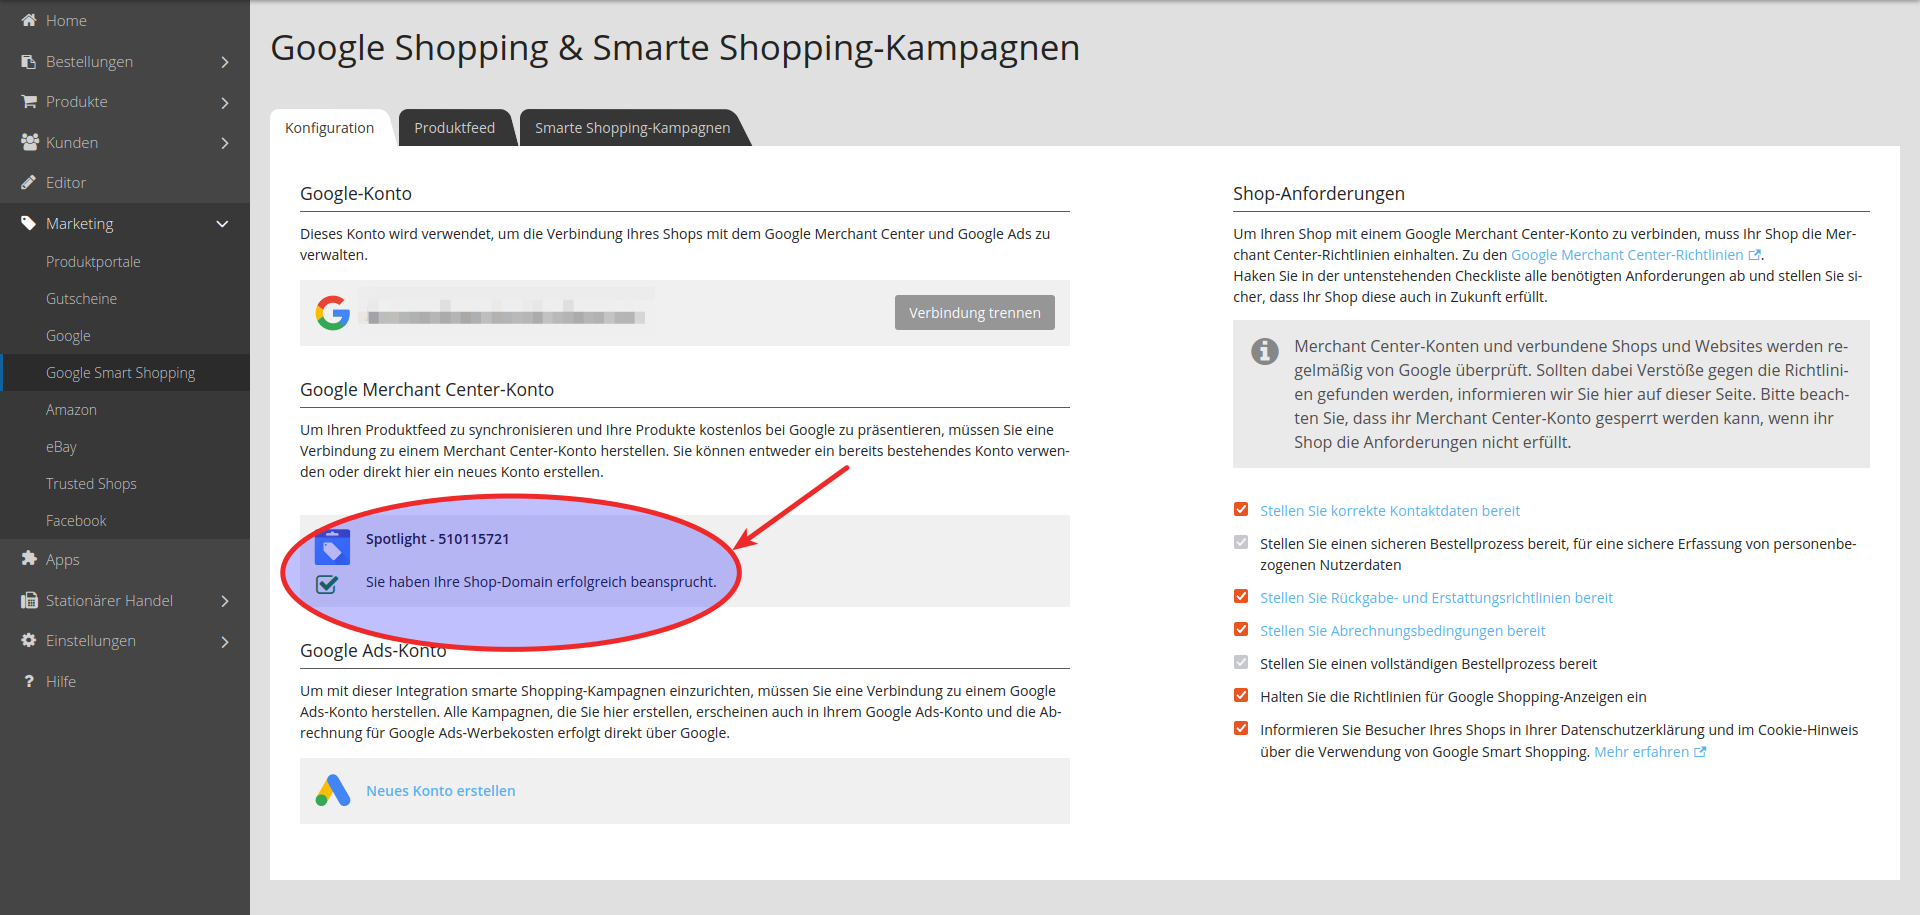 Home
Bestellungen
Produkte
Kunden
Editor
Marketing
Produktportale
Gutscheine
Google
Google Smart Shopping
Amazon
eBay
Trusted Shops
Facebook
Apps
Stationärer Handel
Einstellungen
? Hilfe
Google Shopping & Smarte Shopping-Kampagnen
Konfiguration
Produktfeed
Smarte Shopping-Kampagnen
Google-Konto
Dieses Konto wird verwendet, um die Verbindung Ihres Shops mit dem Google Merchant Center und Google Ads zu
verwalten.
Verbindung trennen
Google Merchant Center-Konto
Um Ihren Produktfeed zu synchronisieren und Ihre Produkte kostenlos bei Google zu präsentieren, müssen Sie eine
Verbindung zu einem Merchant Center-Konto herstellen. Sie können entweder ein bereits bestehendes Konto verwen-
den oder direkt hier ein neues Konto erstellen.
Spotlight - 510115721
Sie haben Ihre Shop-Domain erfolgreich beansprucht.
Google Ads-Konto
Um mit dieser Integration smarte Shopping-Kampagnen einzurichten, müssen Sie eine Verbindung zu einem Google
Ads-Konto herstellen. Alle Kampagnen, die Sie hier erstellen, erscheinen auch in Ihrem Google Ads-Konto und die Ab-
rechnung für Google Ads-Werbekosten erfolgt direkt über Google.
Neues Konto erstellen
Shop-Anforderungen
Um Ihren Shop mit einem Google Merchant Center-Konto zu verbinden, muss Ihr Shop die Mer-
chant Center-Richtlinien einhalten. Zu den Google Merchant Center-Richtlinien.
Haken Sie in der untenstehenden Checkliste alle benötigten Anforderungen ab und stellen Sie si-
cher, dass Ihr Shop diese auch in Zukunft erfüllt.
Merchant Center-Konten und verbundene Shops und Websites werden re-
gelmäßig von Google überprüft. Sollten dabei Verstöße gegen die Richtlini-
en gefunden werden, informieren wir Sie hier auf dieser Seite. Bitte beach-
ten Sie, dass ihr Merchant Center-Konto gesperrt werden kann, wenn ihr
Shop die Anforderungen nicht erfüllt.
Stellen Sie korrekte Kontaktdaten bereit
Stellen Sie einen sicheren Bestellprozess bereit, für eine sichere Erfassung von personenbe-
zogenen Nutzerdaten
Stellen Sie Rückgabe- und Erstattungsrichtlinien bereit
Stellen Sie Abrechnungsbedingungen bereit
Stellen Sie einen vollständigen Bestellprozess bereit
Halten Sie die Richtlinien für Google Shopping-Anzeigen ein
Informieren Sie Besucher Ihres Shops in Ihrer Datenschutzerklärung und im Cookie-Hinweis
über die Verwendung von Google Smart Shopping. Mehr erfahren